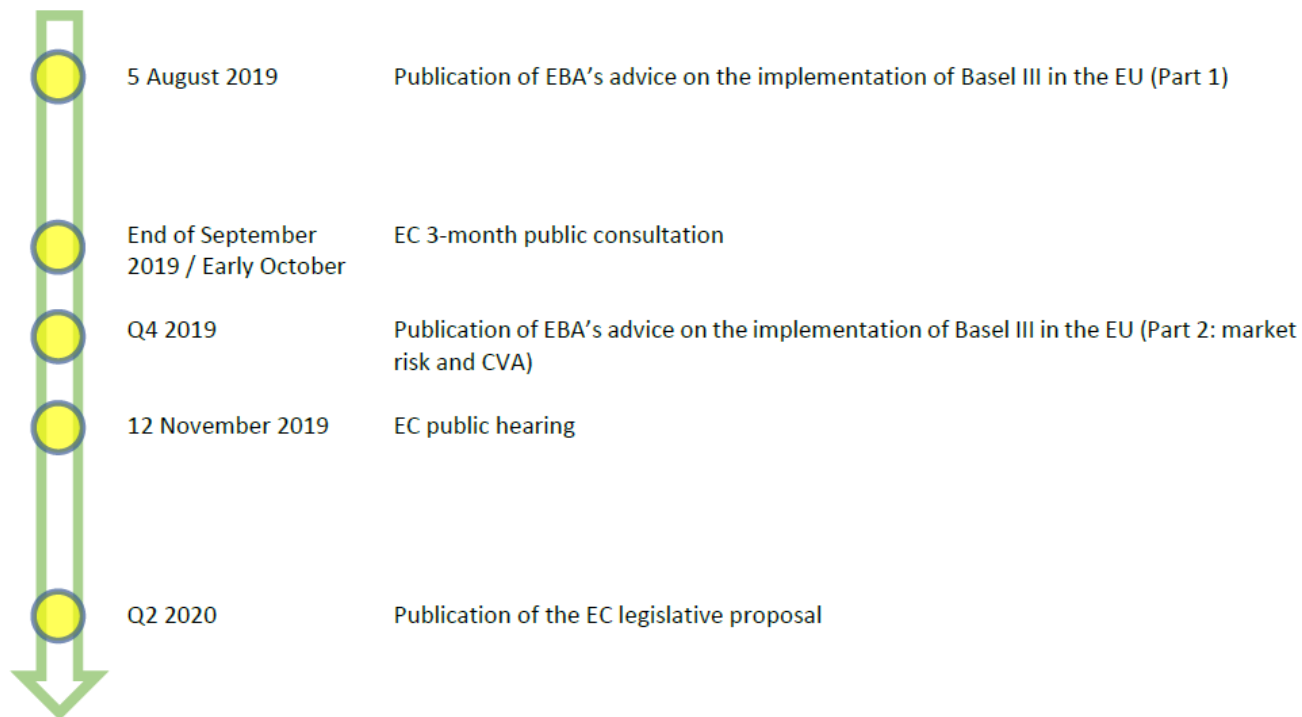 5 August 2019 Publication of EBA’s advice on the implementation of Basel III in the EU (Part 1)
End of September EC 3-month public consultation
2019 / Early October
Q4 2019 Publication of EBA’s advice on the implementation of Basel III in the EU (Part 2: market
risk and CVA)
12 November 2019 EC public hearing
Q2 2020 Publication of the EC legislative proposal